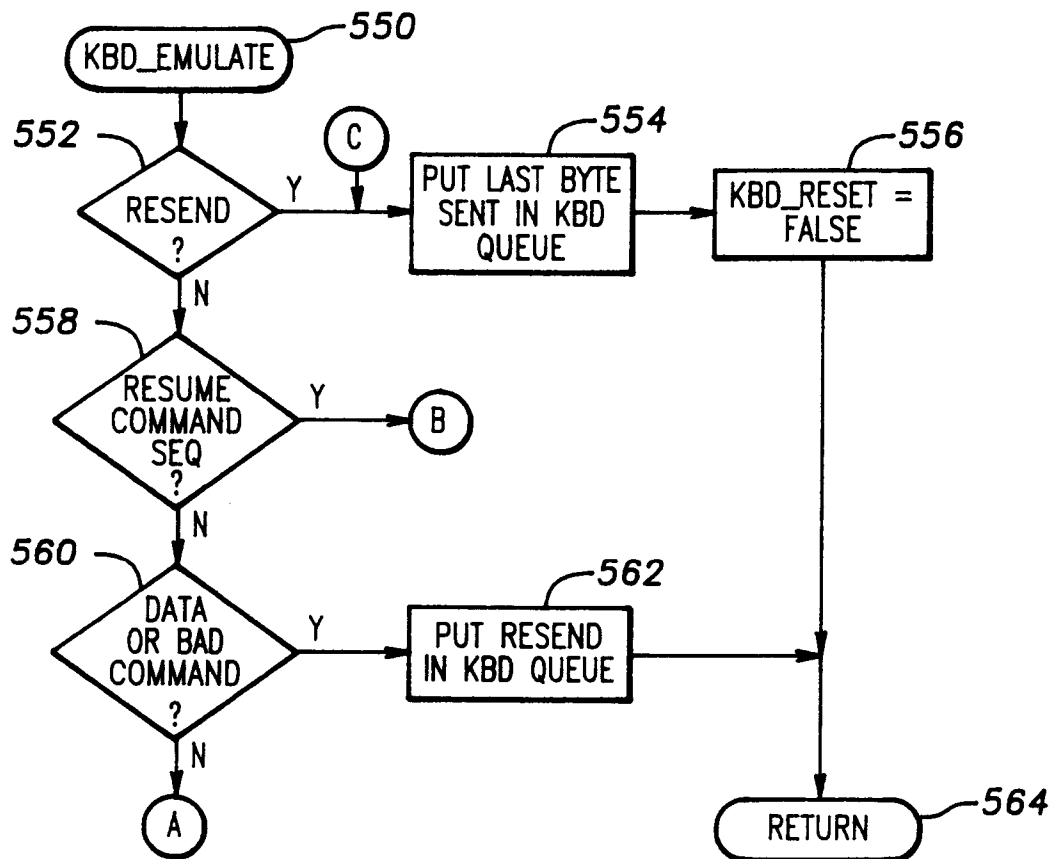 550
KBD_EMULATE
552
C
554
556
RESEND
?
Y
PUT LAST BYTE
SENT IN KBD
QUEUE
KBD_RESET =
FALSE
N
558
RESUME
COMMAND
SEQ
?
Y
B
N
560
DATA
OR BAD
COMMAND
?
Y
562
PUT RESEND
IN KBD QUEUE
N
A
RETURN
564